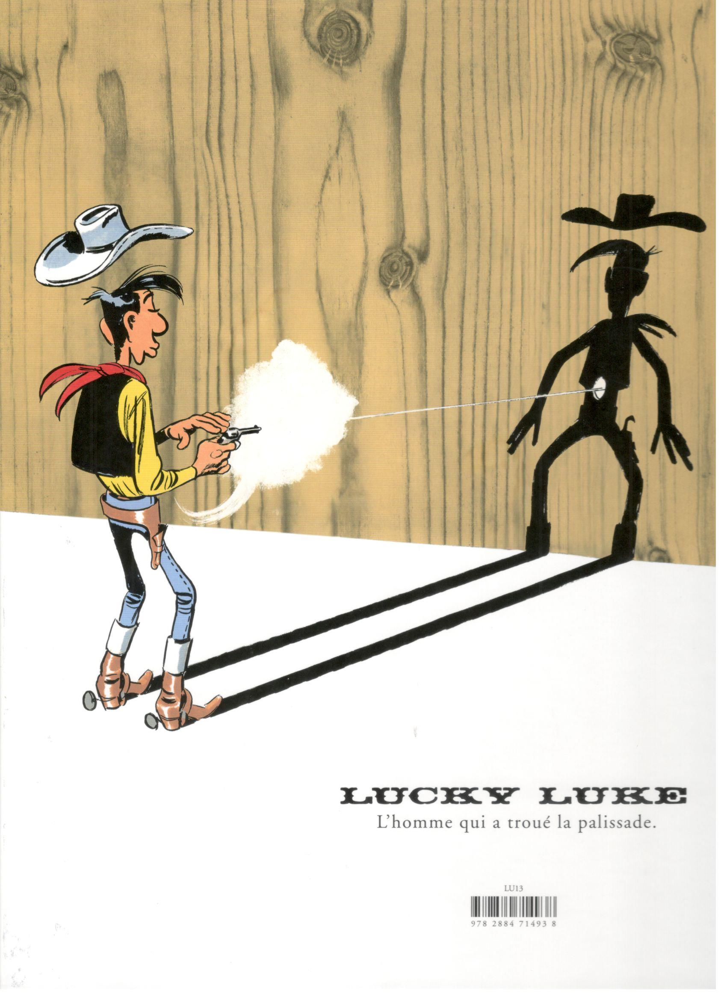 LUCKY LUKE
L'homme qui a troué la palissade.
LU13
978 2884 71493 8